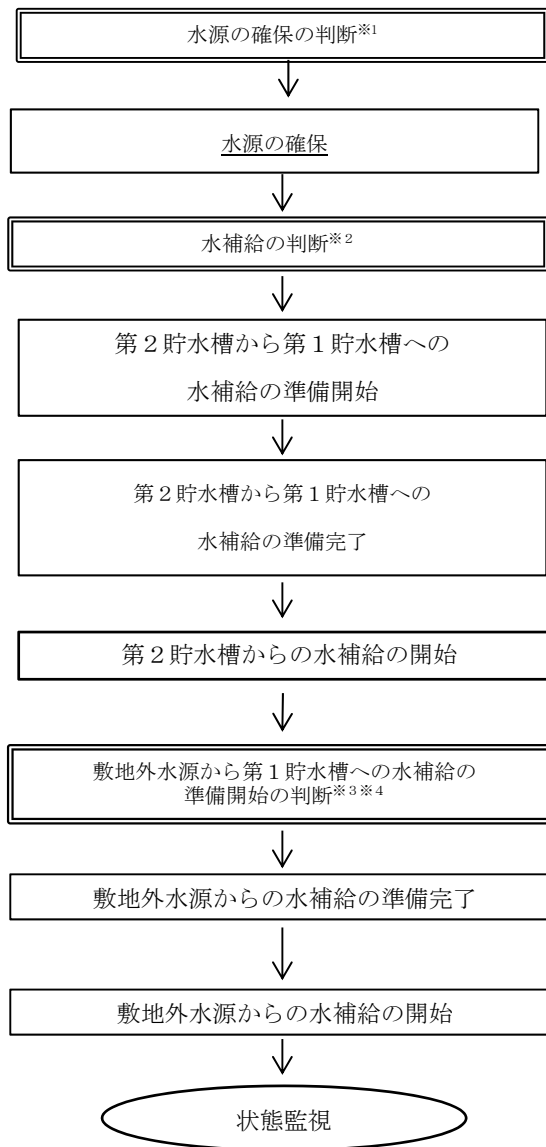 水源の確保の判断※1
水源の確保
水補給の判断※2
第２貯水槽から第１貯水槽への
水補給の準備開始
第２貯水槽から第１貯水槽への
水補給の準備完了
第２貯水槽からの水補給の開始
敷地外水源から第１貯水槽への水補給の
準備開始の判断※3※4
敷地外水源からの水補給の準備完了
敷地外水源からの水補給の開始
状態監視